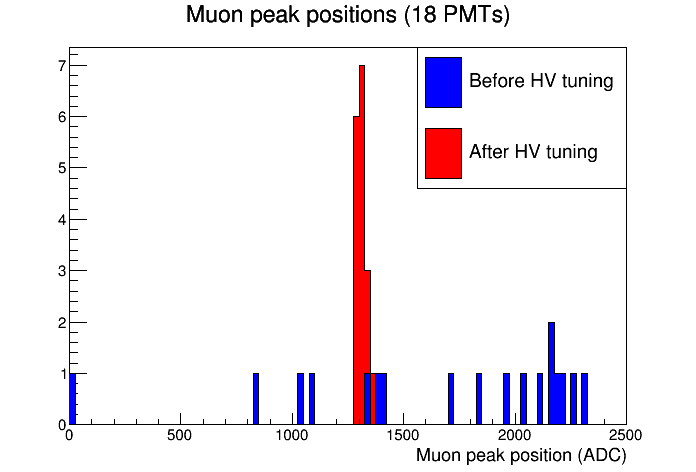 Muon peak positions (18 PMTs)
Before HV tuning
After HV tuning
7
6
5
4
3
2
1
0
0 500 1000 1500 2000 2500
Muon peak position (ADC)